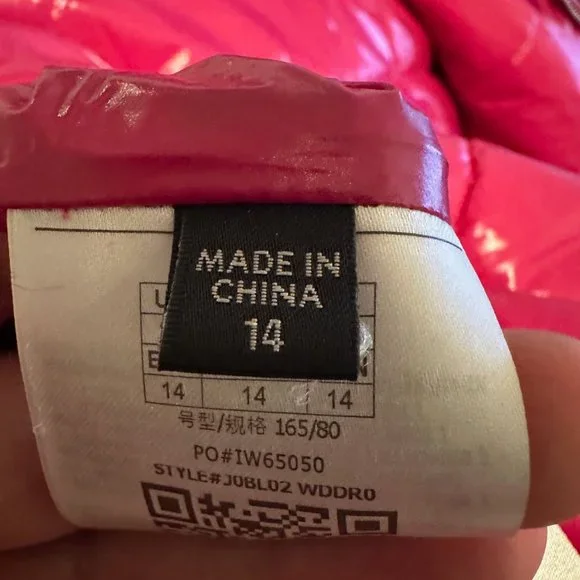 MADE IN
CHINA
14
14 14 14
号型/规格 165/80
PO#IW65050
STYLE#J0BL02 WDDR0